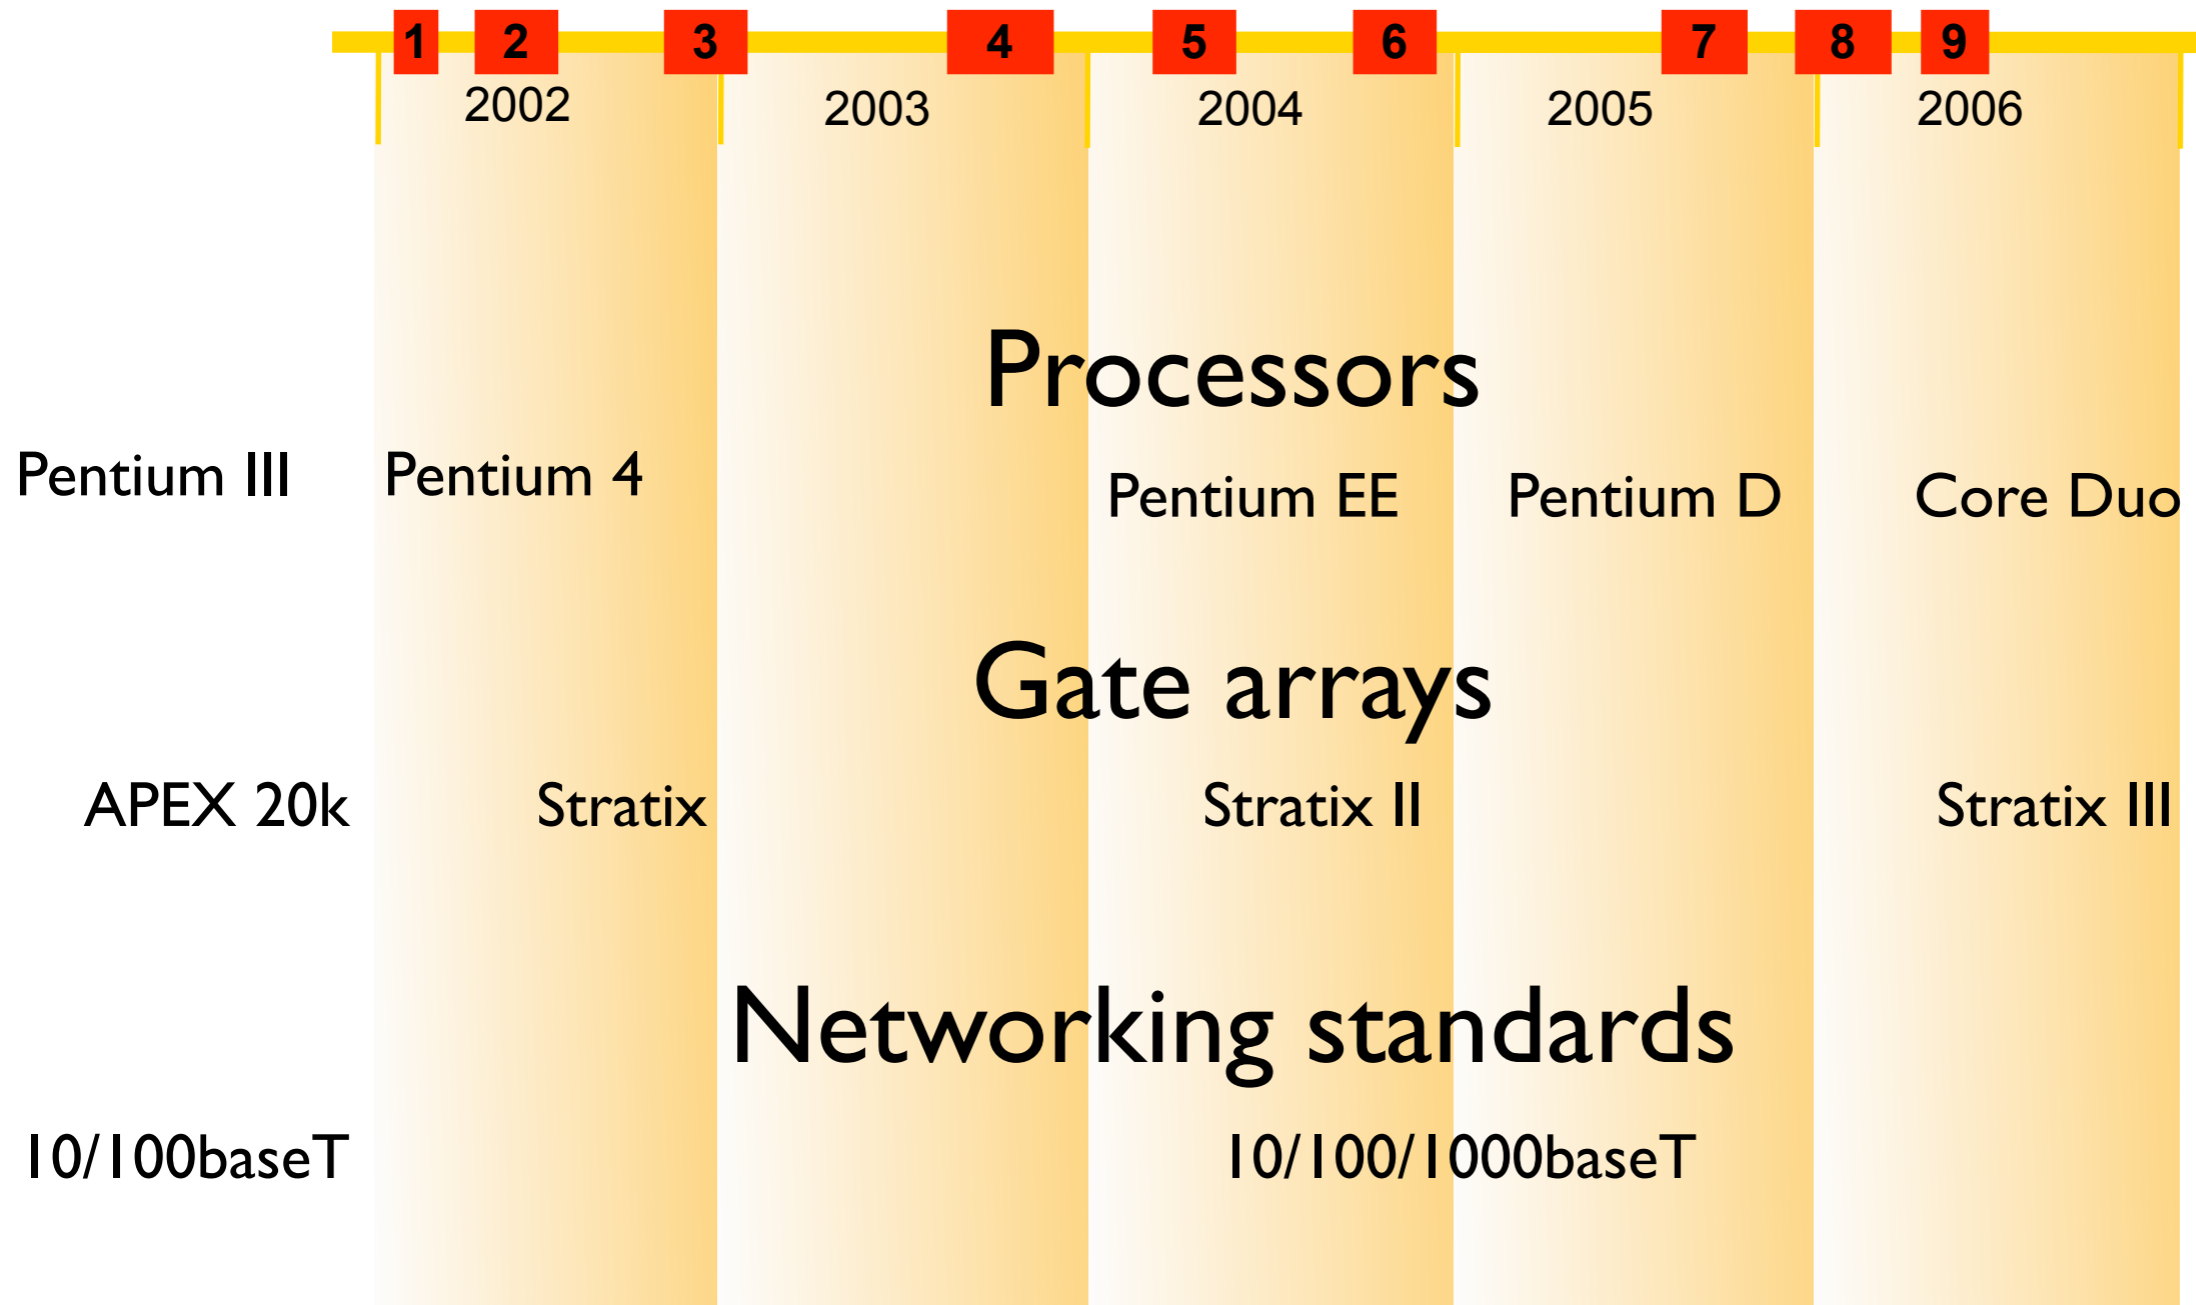 1 2 3 4 5 6 7 8 9
2002 2003 2004 2005 2006
Processors
Pentium III Pentium 4 Pentium EE Pentium D Core Duo
Gate arrays
APEX 20k Stratix Stratix II Stratix III
Networking standards
10/100baseT 10/100/1000baseT